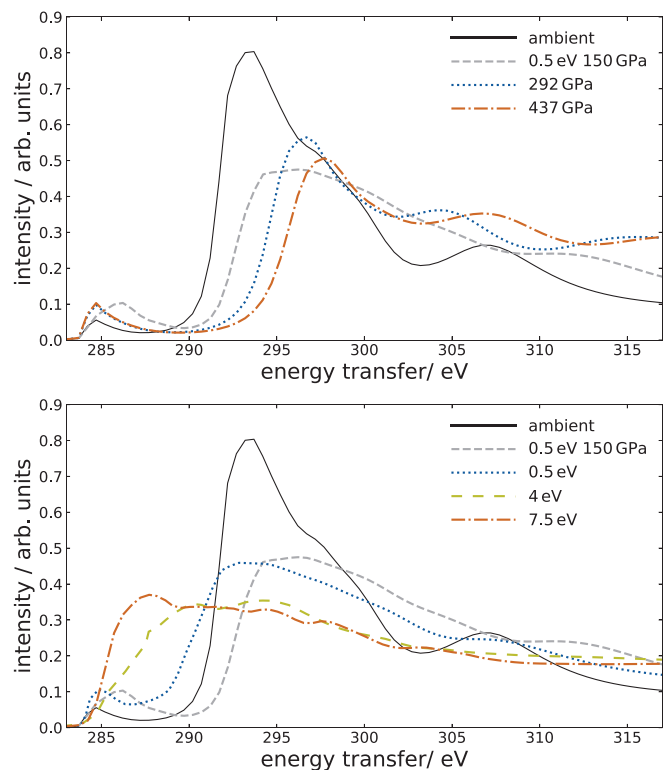 0.9
0.8
0.7
0.6
0.5
0.4
0.3
0.2
0.1
0.0
intensity / arb. units
ambient
0.5 eV 150 GPa
292 GPa
437 GPa
285 290 295 300 305 310 315
energy transfer/ eV
0.9
0.8
0.7
0.6
0.5
0.4
0.3
0.2
0.1
0.0
intensity / arb. units
ambient
0.5 eV 150 GPa
0.5 eV
4 eV
7.5 eV
285 290 295 300 305 310 315
energy transfer/ eV